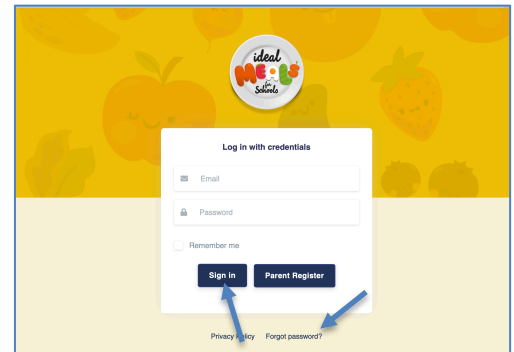 ideal
MEALS
for
Schools
Log in with credentials
Email
Password
Remember me
Sign in Parent Register
Privacy Policy Forgot password?